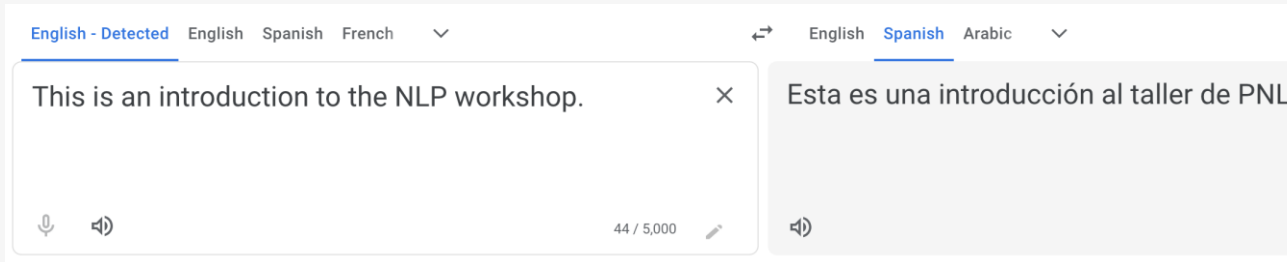 English - Detected English Spanish French
English Spanish Arabic
This is an introduction to the NLP workshop.
Esta es una introducción al taller de PNL
44 / 5,000